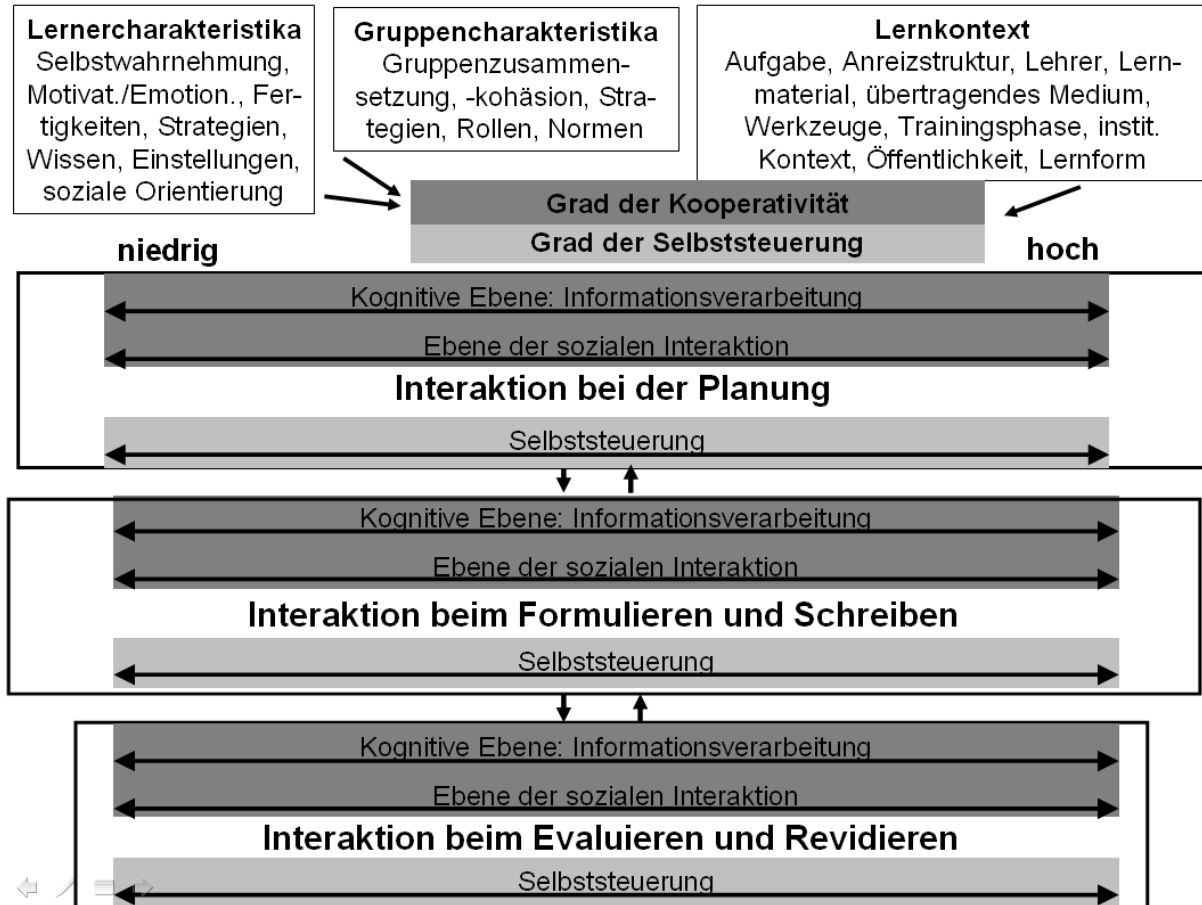 Lernercharakteristika
Selbstwahrnehmung,
Motivat./Emotion., Fer-
tigkeiten, Strategien,
Wissen, Einstellungen,
soziale Orientierung
Gruppencharakteristika
Gruppenzusammen-
setzung, -kohäsion, Stra-
tegien, Rollen, Normen
Lernkontext
Aufgabe, Anreizstruktur, Lehrer, Lern-
material, übertragendes Medium,
Werkzeuge, Trainingsphase, instit.
Kontext, Öffentlichkeit, Lernform
Grad der Kooperativität
Grad der Selbststeuerung
niedrig
hoch
Kognitive Ebene: Informationsverarbeitung
Ebene der sozialen Interaktion
Interaktion bei der Planung
Selbststeuerung
Kognitive Ebene: Informationsverarbeitung
Ebene der sozialen Interaktion
Interaktion beim Formulieren und Schreiben
Selbststeuerung
Kognitive Ebene: Informationsverarbeitung
Ebene der sozialen Interaktion
Interaktion beim Evaluieren und Revidieren
Selbststeuerung